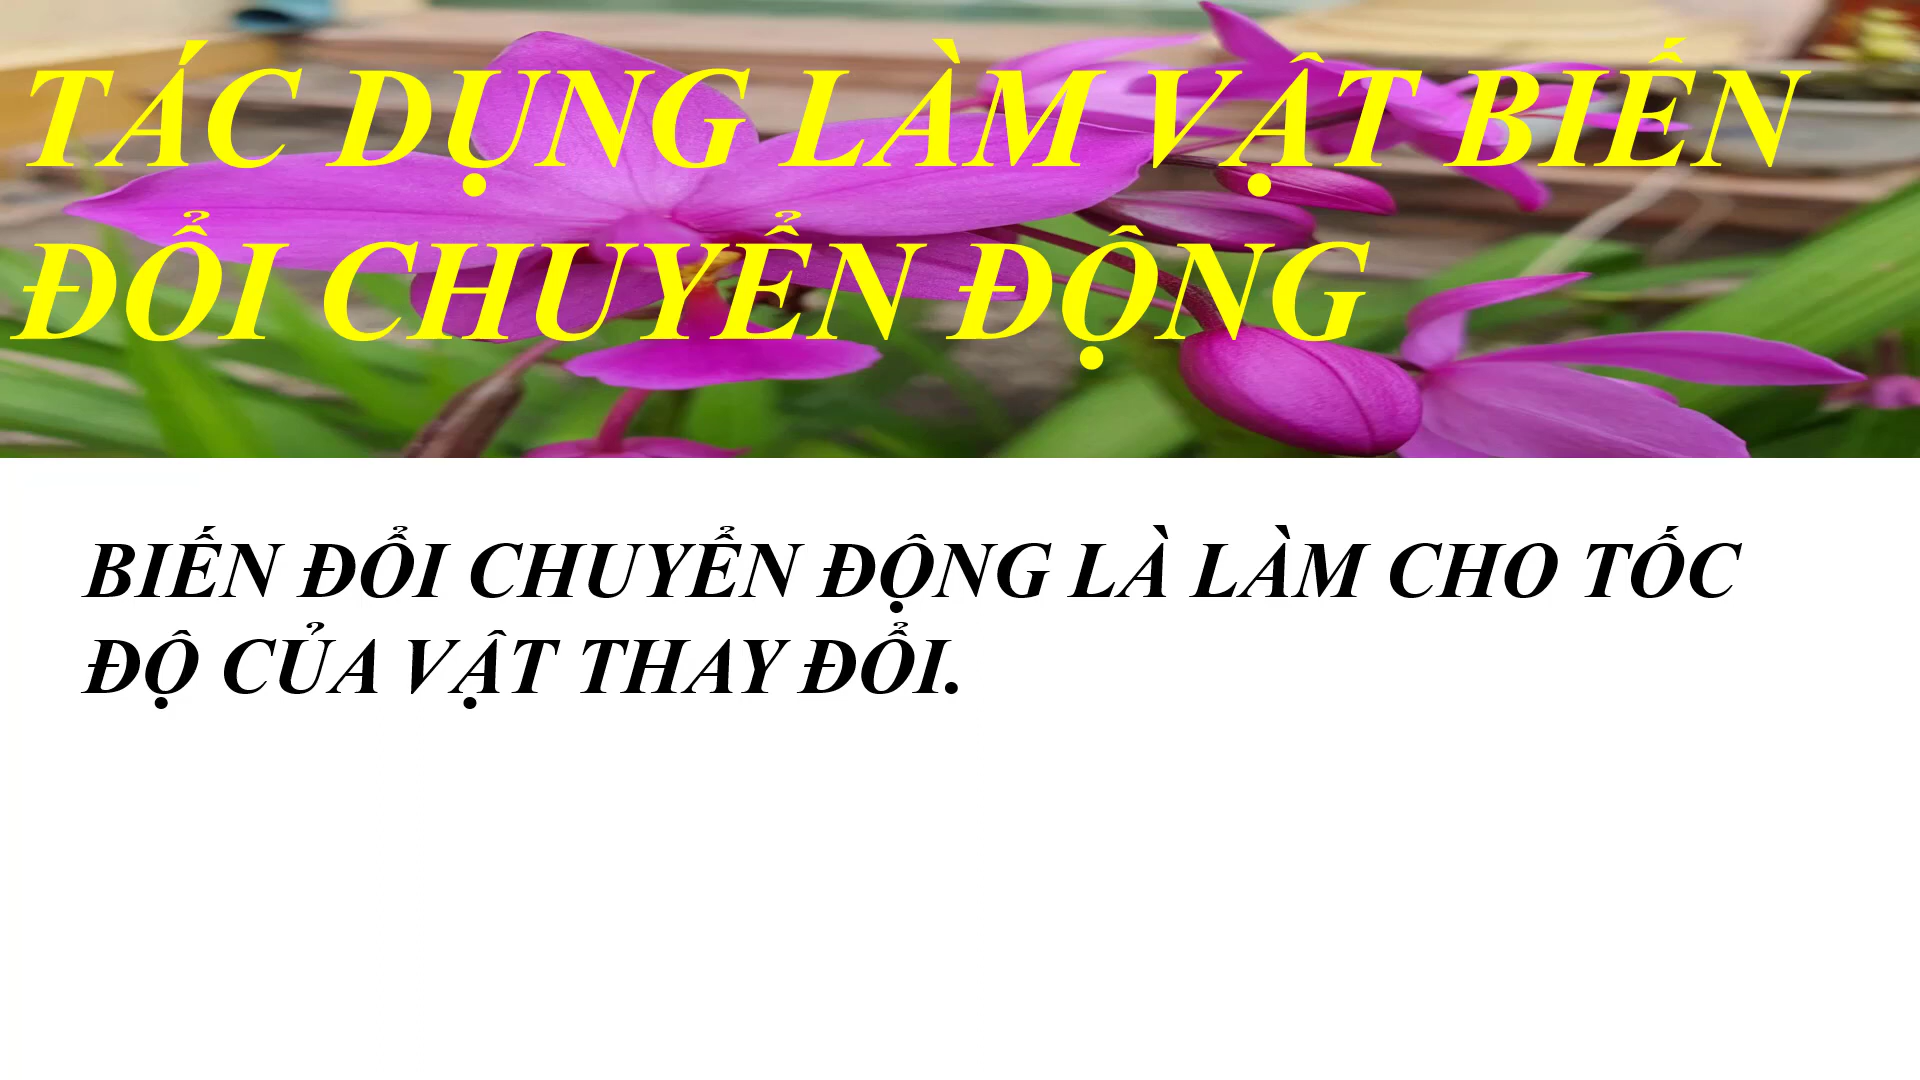 TÁC DỤNG LÀM VẬT BIẾN
ĐỔI CHUYỂN ĐỘNG
BIẾN ĐỔI CHUYỂN ĐỘNG LÀ LÀM CHO TỐC
ĐỘ CỦA VẬT THAY ĐỔI.